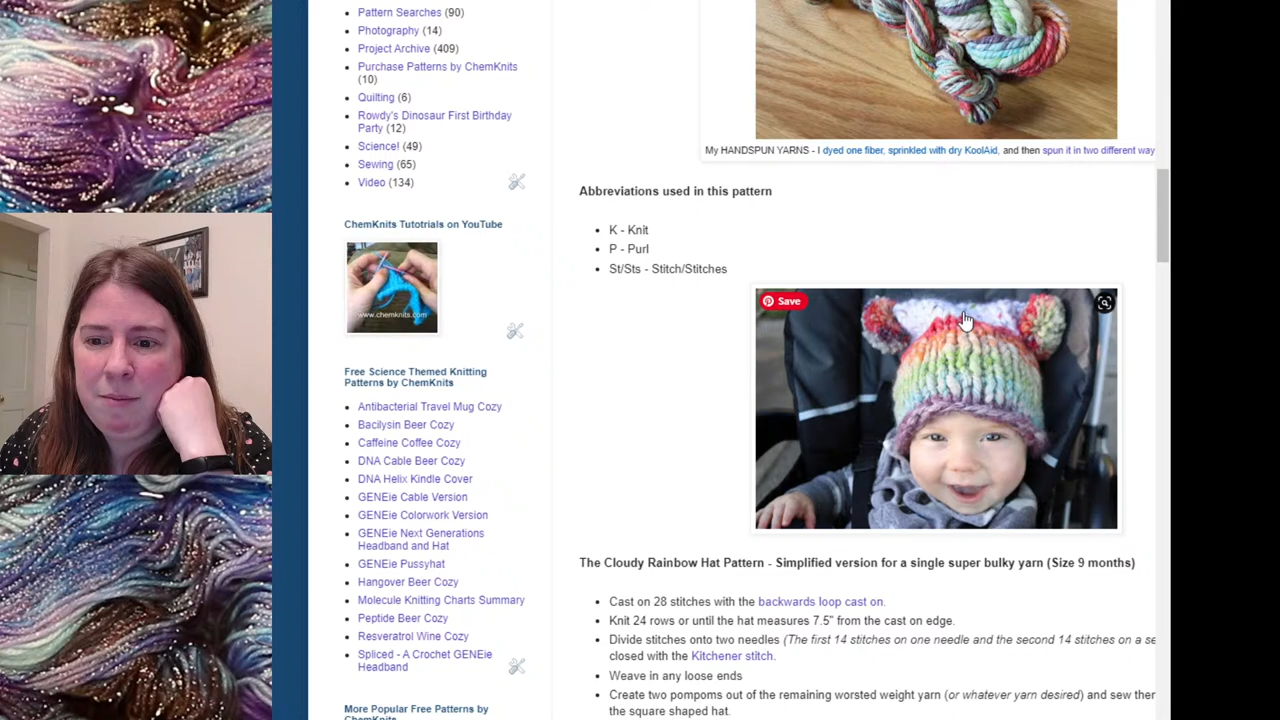 Pattern Searches (90)
Photography (14)
Project Archive (409)
Purchase Patterns by ChemKnits
(10)
Quilting (6)
Rowdy's Dinosaur First Birthday
Party (12)
Science! (49)
Sewing (65)
Video (134)
ChemKnits Tutotrials on YouTube
www.chemknits.com
Free Science Themed Knitting
Patterns by ChemKnits
Antibacterial Travel Mug Cozy
Bacilysin Beer Cozy
Caffeine Coffee Cozy
DNA Cable Beer Cozy
DNA Helix Kindle Cover
GENEie Cable Version
GENEie Colorwork Version
GENEie Next Generations
Headband and Hat
GENEie Pussyhat
Hangover Beer Cozy
Molecule Knitting Charts Summary
Peptide Beer Cozy
Resveratrol Wine Cozy
Spliced - A Crochet GENEie
Headband
More Popular Free Patterns by
ChemKnits
My HANDSPUN YARNS - I dyed one fiber, sprinkled with dry KoolAid, and then spun it in two different way
Abbreviations used in this pattern
K - Knit
P - Purl
St/Sts - Stitch/Stitches
Save
The Cloudy Rainbow Hat Pattern - Simplified version for a single super bulky yarn (Size 9 months)
Cast on 28 stitches with the backwards loop cast on.
Knit 24 rows or until the hat measures 7.5" from the cast on edge.
Divide stitches onto two needles (The first 14 stitches on one needle and the second 14 stitches on a se
closed with the Kitchener stitch.
Weave in any loose ends
Create two pompoms out of the remaining worsted weight yarn (or whatever yarn desired) and sew ther
the square shaped hat.